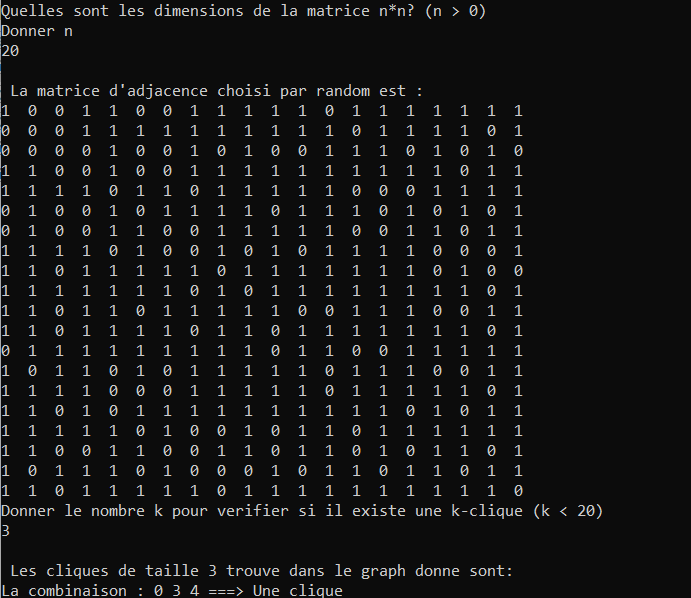 Quelles sont les dimensions de la matrice n*n? (n > 0)
Donner n
20
La matrice d'adjacence choisi par random est :
1 0 0 1 1 0 0 1 1 1 1 1 0 1 1 1 1 1 1 1
0 0 0 1 1 1 1 1 1 1 1 1 1 0 1 1 1 1 0 1
0 0 0 0 1 0 0 1 0 1 0 0 1 1 1 0 1 0 1 0
1 1 0 0 1 0 0 1 1 1 1 1 1 1 1 1 1 0 1 1
1 1 1 1 0 1 1 0 1 1 1 1 1 0 0 0 1 1 1 1
0 1 0 0 1 0 1 1 1 1 0 1 1 1 0 1 0 1 0 1
0 1 0 0 1 1 0 0 1 1 1 1 1 0 0 1 1 0 1 1
1 1 1 1 0 1 0 0 1 0 1 0 1 1 1 1 0 0 0 1
1 1 0 1 1 1 1 1 0 1 1 1 1 1 1 1 0 1 0 0
1 1 1 1 1 1 1 0 1 0 1 1 1 1 1 1 1 1 0 1
1 1 0 1 1 0 1 1 1 1 1 0 0 1 1 1 0 0 1 1
1 1 0 1 1 1 1 0 1 1 0 1 1 1 1 1 1 1 0 1
0 1 1 1 1 1 1 1 1 1 0 1 1 0 0 1 1 1 1 1
1 0 1 1 0 1 0 1 1 1 1 1 0 1 1 1 0 0 1 1
1 1 1 1 0 0 0 1 1 1 1 1 0 1 1 1 1 1 0 1
1 1 0 1 0 1 1 1 1 1 1 1 1 1 1 0 1 0 1 1
1 1 1 1 1 0 1 0 0 1 0 1 1 0 1 1 1 1 1 1
1 1 0 0 1 1 0 0 1 1 0 1 1 0 1 0 1 1 0 1
1 0 1 1 1 0 1 0 0 0 1 0 1 1 0 1 1 0 1 1
1 1 0 1 1 1 1 1 0 1 1 1 1 1 1 1 1 1 1 0
Donner le nombre k pour verifier si il existe une k-clique (k < 20)
3
Les cliques de taille 3 trouve dans le graph donne sont:
La combinaison : 0 3 4 ===> Une clique